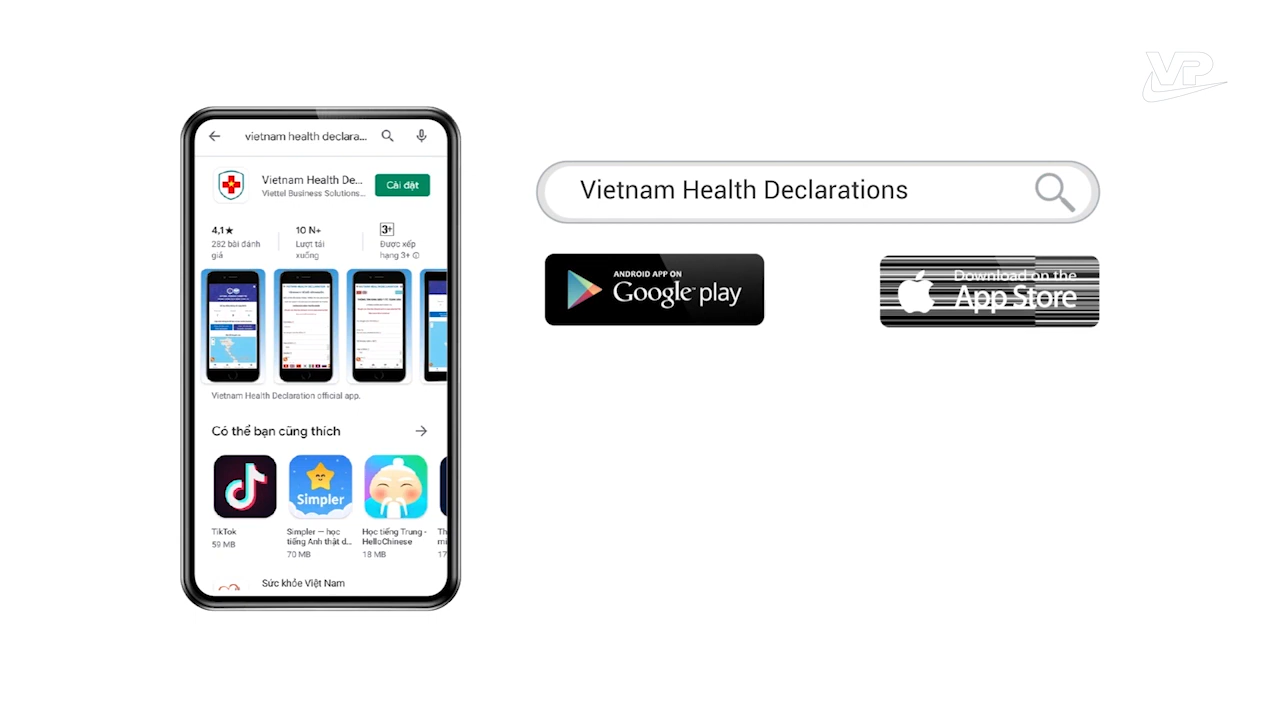 VP
vietnam health declara...
Vietnam Health De...
Viettel Business Solutions...
Cài đặt
4,1★
282 bài đánh
giá
10 N+
Lượt tải
xuống
3+
Được xếp
hạng 3+
Vietnam Health Declaration official app.
Có thể bạn cũng thích
TikTok
59 MB
Simpler
Simpler — học
tiếng Anh thật d...
70 MB
Học tiếng Trung -
HelloChinese
18 MB
Sức khỏe Việt Nam
Vietnam Health Declarations
ANDROID APP ON
Google play
Download on the
App Store